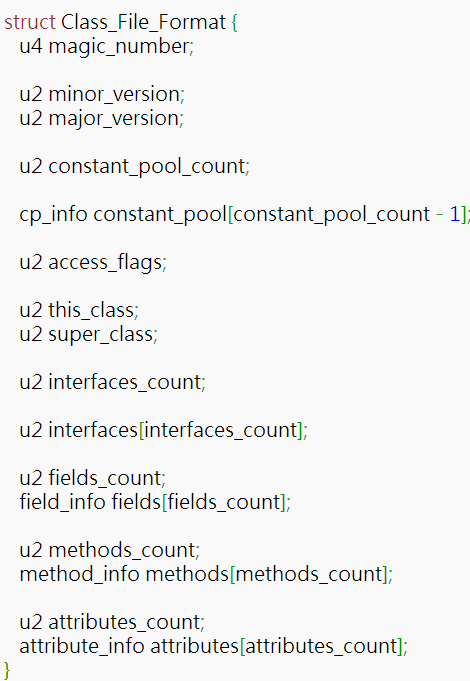 struct Class_File_Format {
u4 magic_number;
u2 minor_version;
u2 major_version;
u2 constant_pool_count;
cp_info constant_pool[constant_pool_count - 1];
u2 access_flags;
u2 this_class;
u2 super_class;
u2 interfaces_count;
u2 interfaces[interfaces_count];
u2 fields_count;
field_info fields[fields_count];
u2 methods_count;
method_info methods[methods_count];
u2 attributes_count;
attribute_info attributes[attributes_count];
}